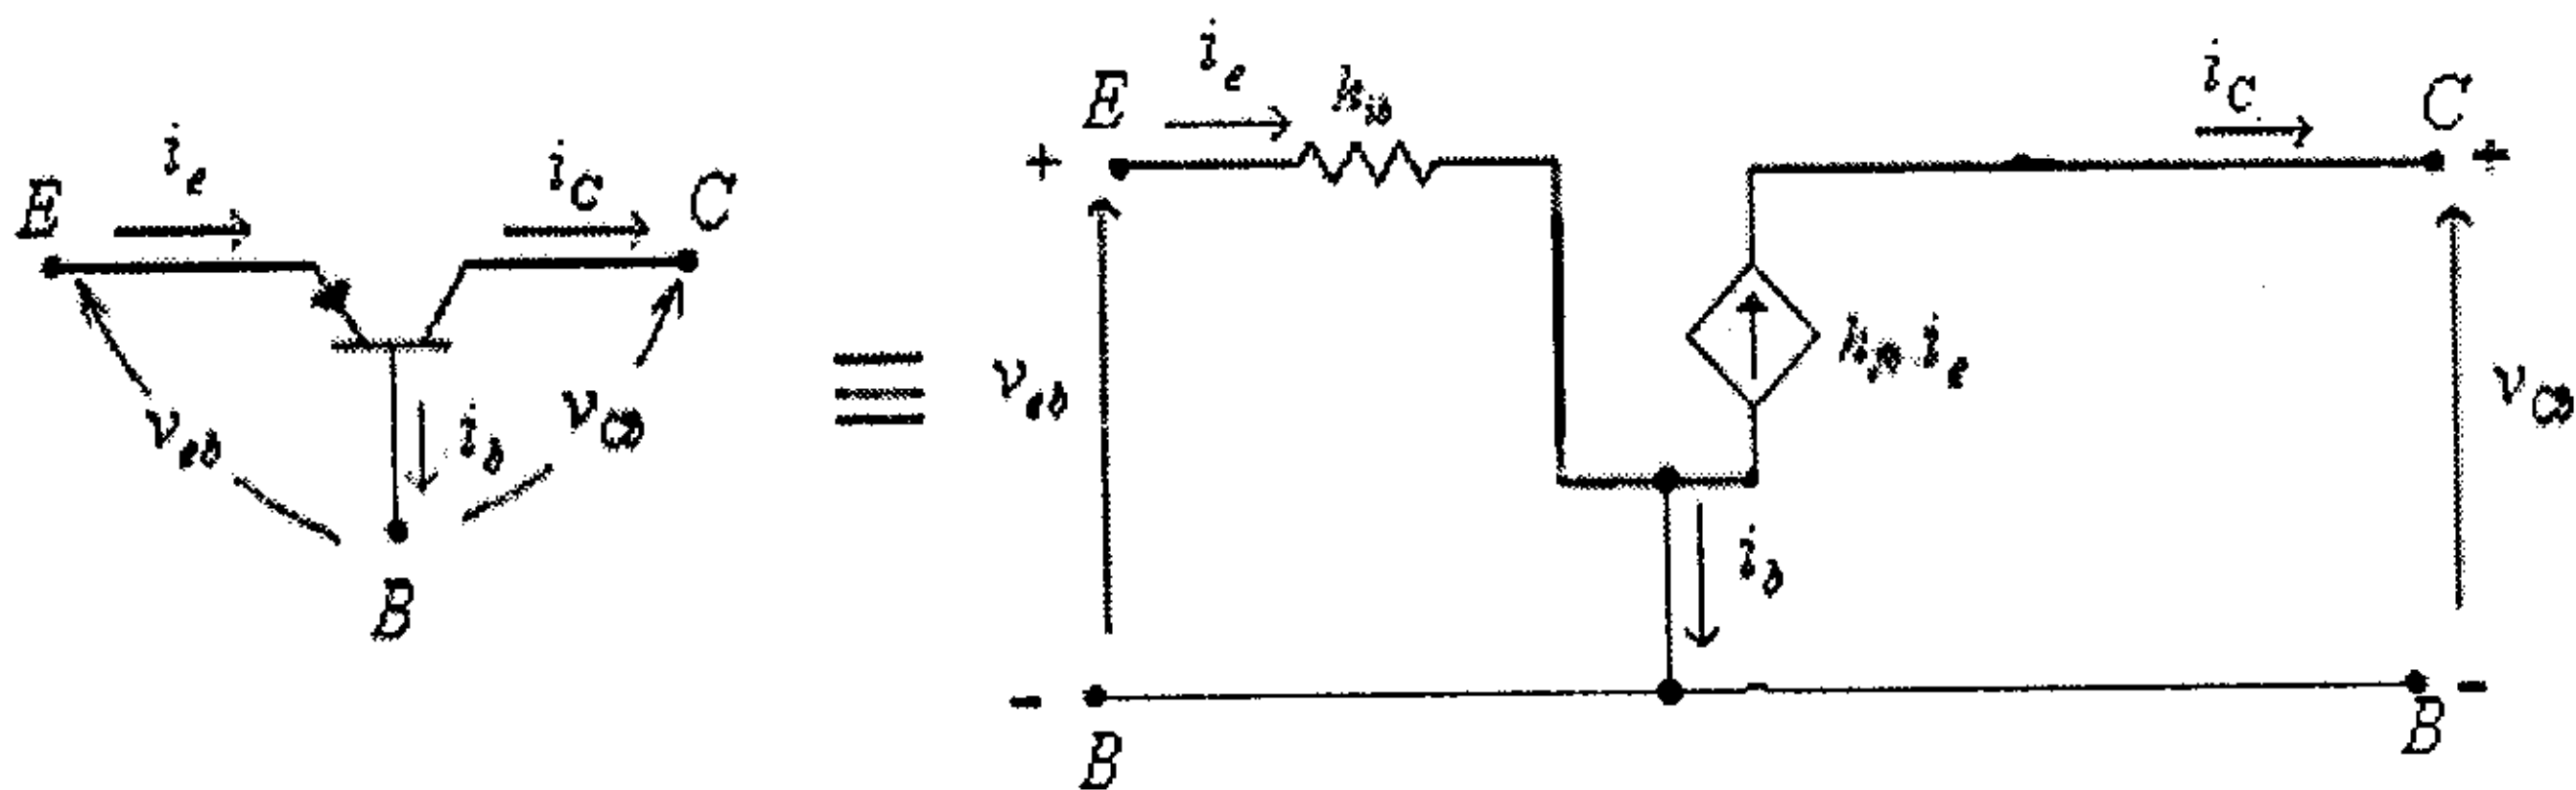 E i_e i_C C
v_eb i_b v_Cb
B
≡
E i_e h_ib i_C C
+ +
v_eb h_fb i_e v_Cb
i_b
- -
B B